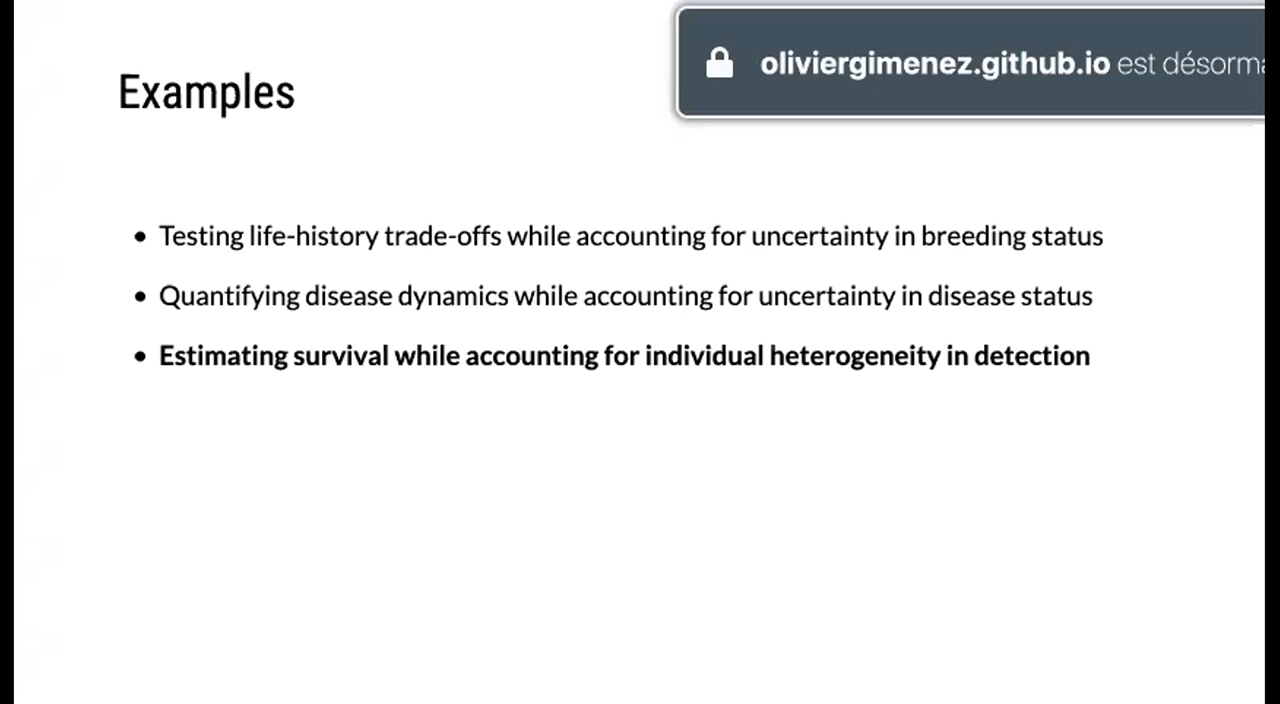 oliviergimenez.github.io est
Examples
• Testing life-history trade-offs while accounting for uncertainty in breeding status
• Quantifying disease dynamics while accounting for uncertainty in disease status
• Estimating survival while accounting for individual heterogeneity in detection